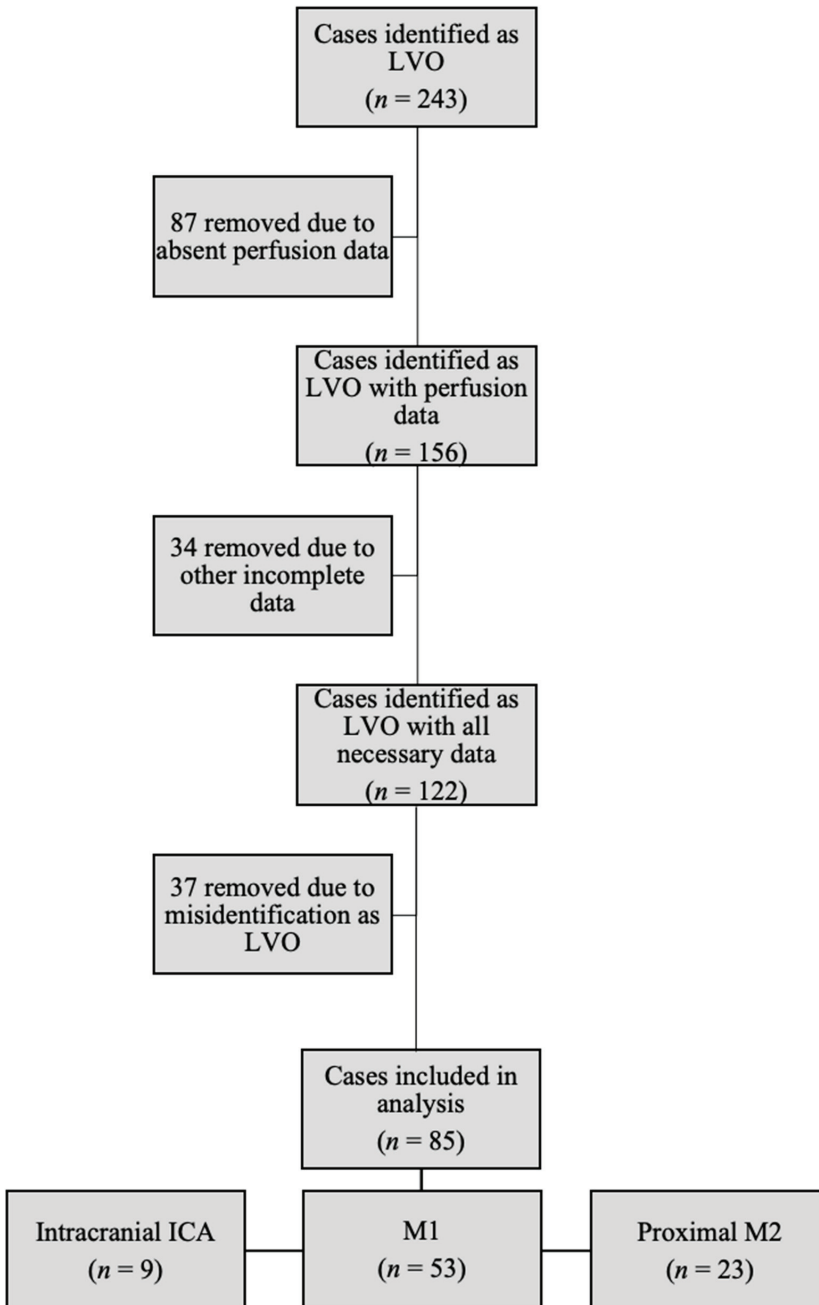 Cases identified as
LVO
(n = 243)
87 removed due to
absent perfusion data
Cases identified as
LVO with perfusion
data
(n = 156)
34 removed due to
other incomplete
data
Cases identified as
LVO with all
necessary data
(n = 122)
37 removed due to
misidentification as
LVO
Cases included in
analysis
(n = 85)
Intracranial ICA
(n = 9)
M1
(n = 53)
Proximal M2
(n = 23)